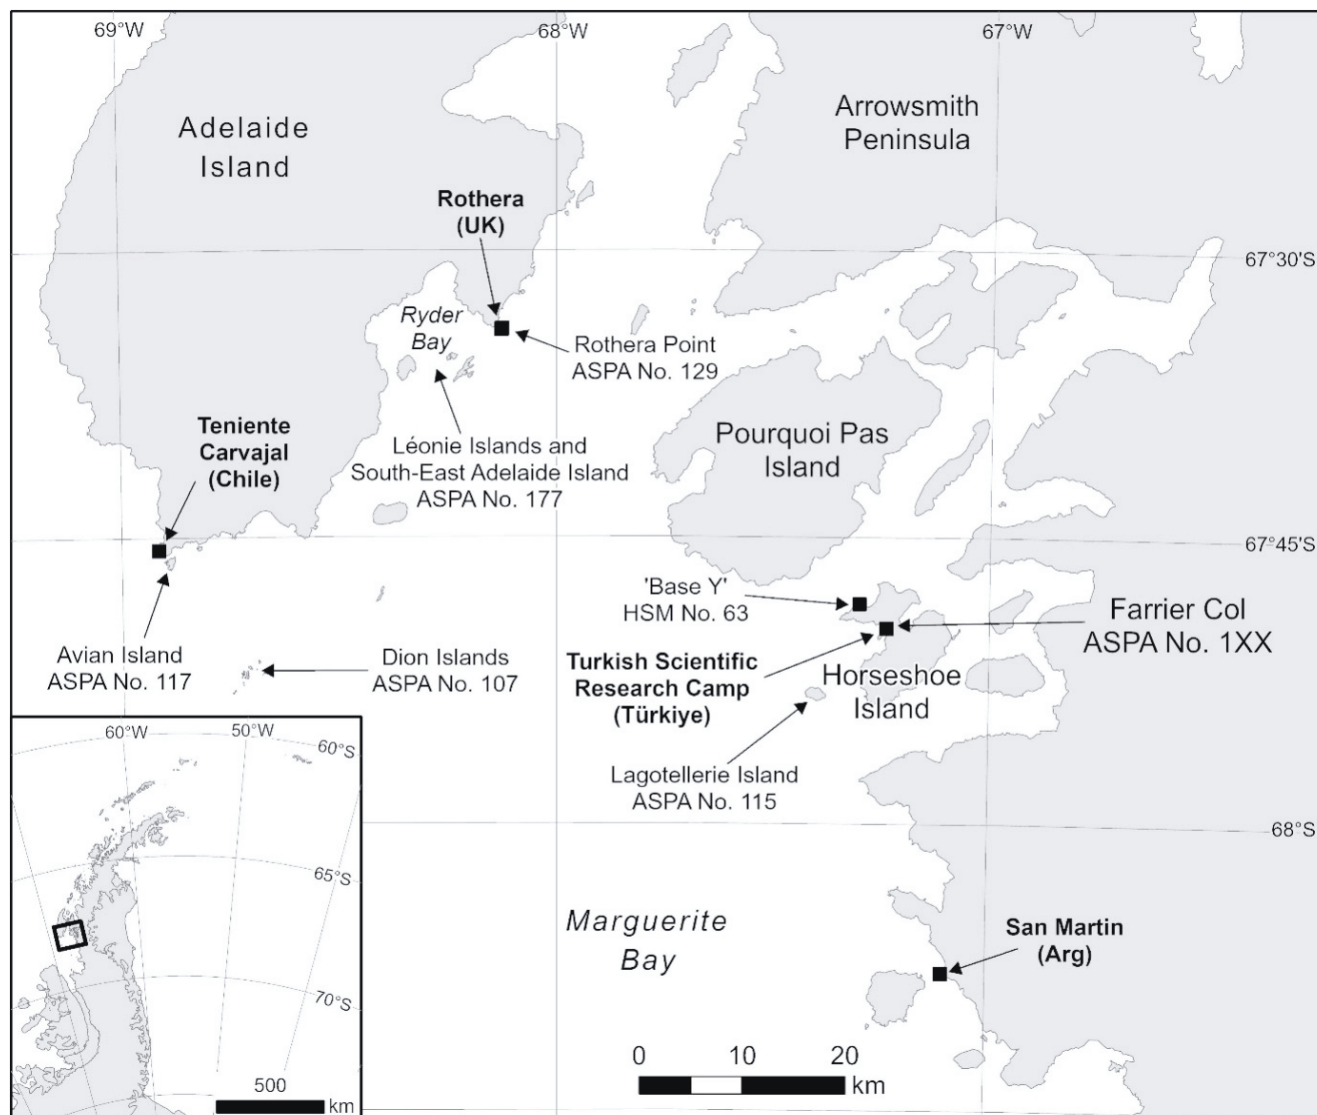 69°W
68°W
67°W
Adelaide
Island
Arrowsmith
Peninsula
Rothera
(UK)
67°30'S
Ryder
Bay
Rothera Point
ASPA No. 129
Teniente
Carvajal
(Chile)
Léonie Islands and
South-East Adelaide Island
ASPA No. 177
Pourquoi Pas
Island
67°45'S
'Base Y'
HSM No. 63
Farrier Col
ASPA No. 1XX
Avian Island
ASPA No. 117
Dion Islands
ASPA No. 107
Turkish Scientific
Research Camp
(Türkiye)
Horseshoe
Island
Lagotellerie Island
ASPA No. 115
60°W
50°W
60°S
65°S
70°S
500
km
68°S
Marguerite
Bay
San Martin
(Arg)
0 10 20
km